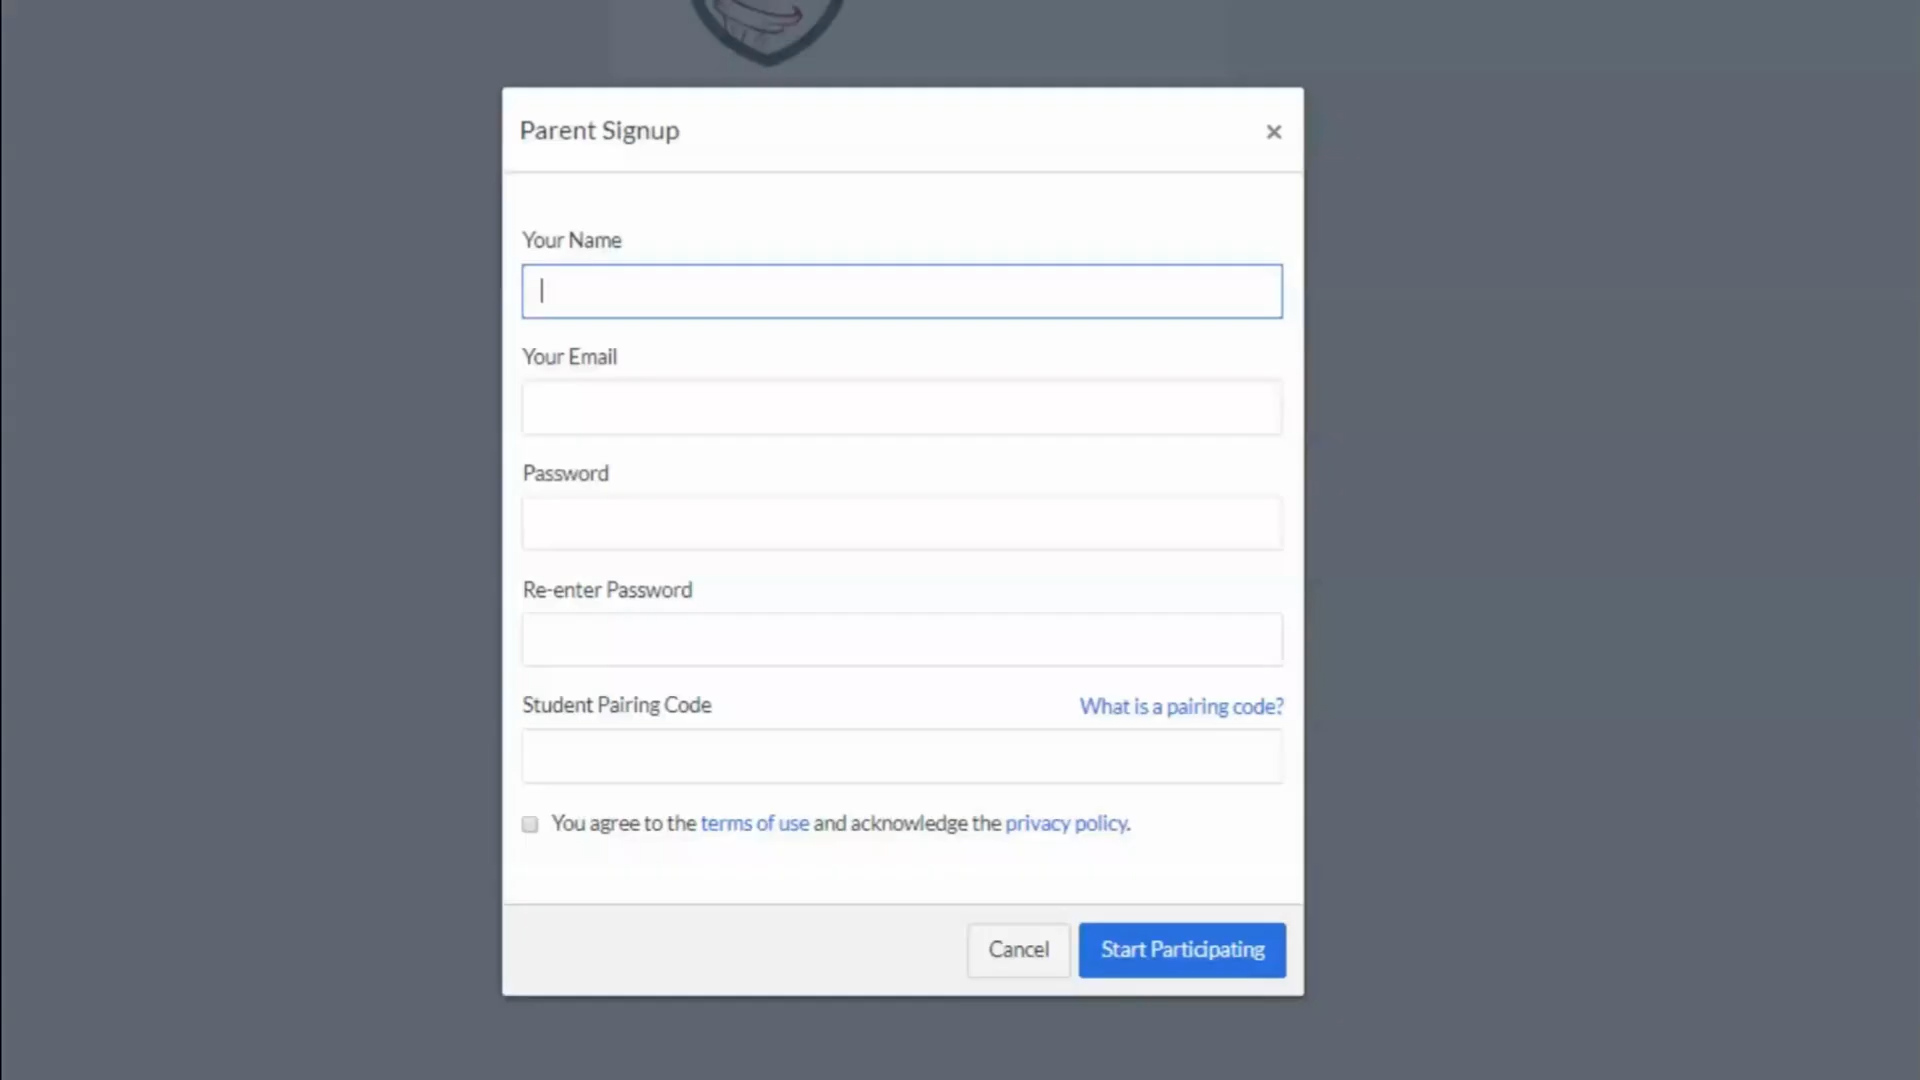 Parent Signup
×
Your Name
Your Email
Password
Re-enter Password
Student Pairing Code
What is a pairing code?
You agree to the terms of use and acknowledge the privacy policy.
Cancel
Start Participating